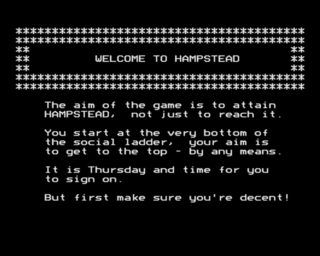 ********************************
********************************
** **
** WELCOME TO HAMPSTEAD **
** **
********************************
********************************
The aim of the game is to attain
HAMPSTEAD, not just to reach it.
You start at the very bottom of
the social ladder, your aim is
to get to the top - by any means.
It is Thursday and time for you
to sign on.
But first make sure you're decent!